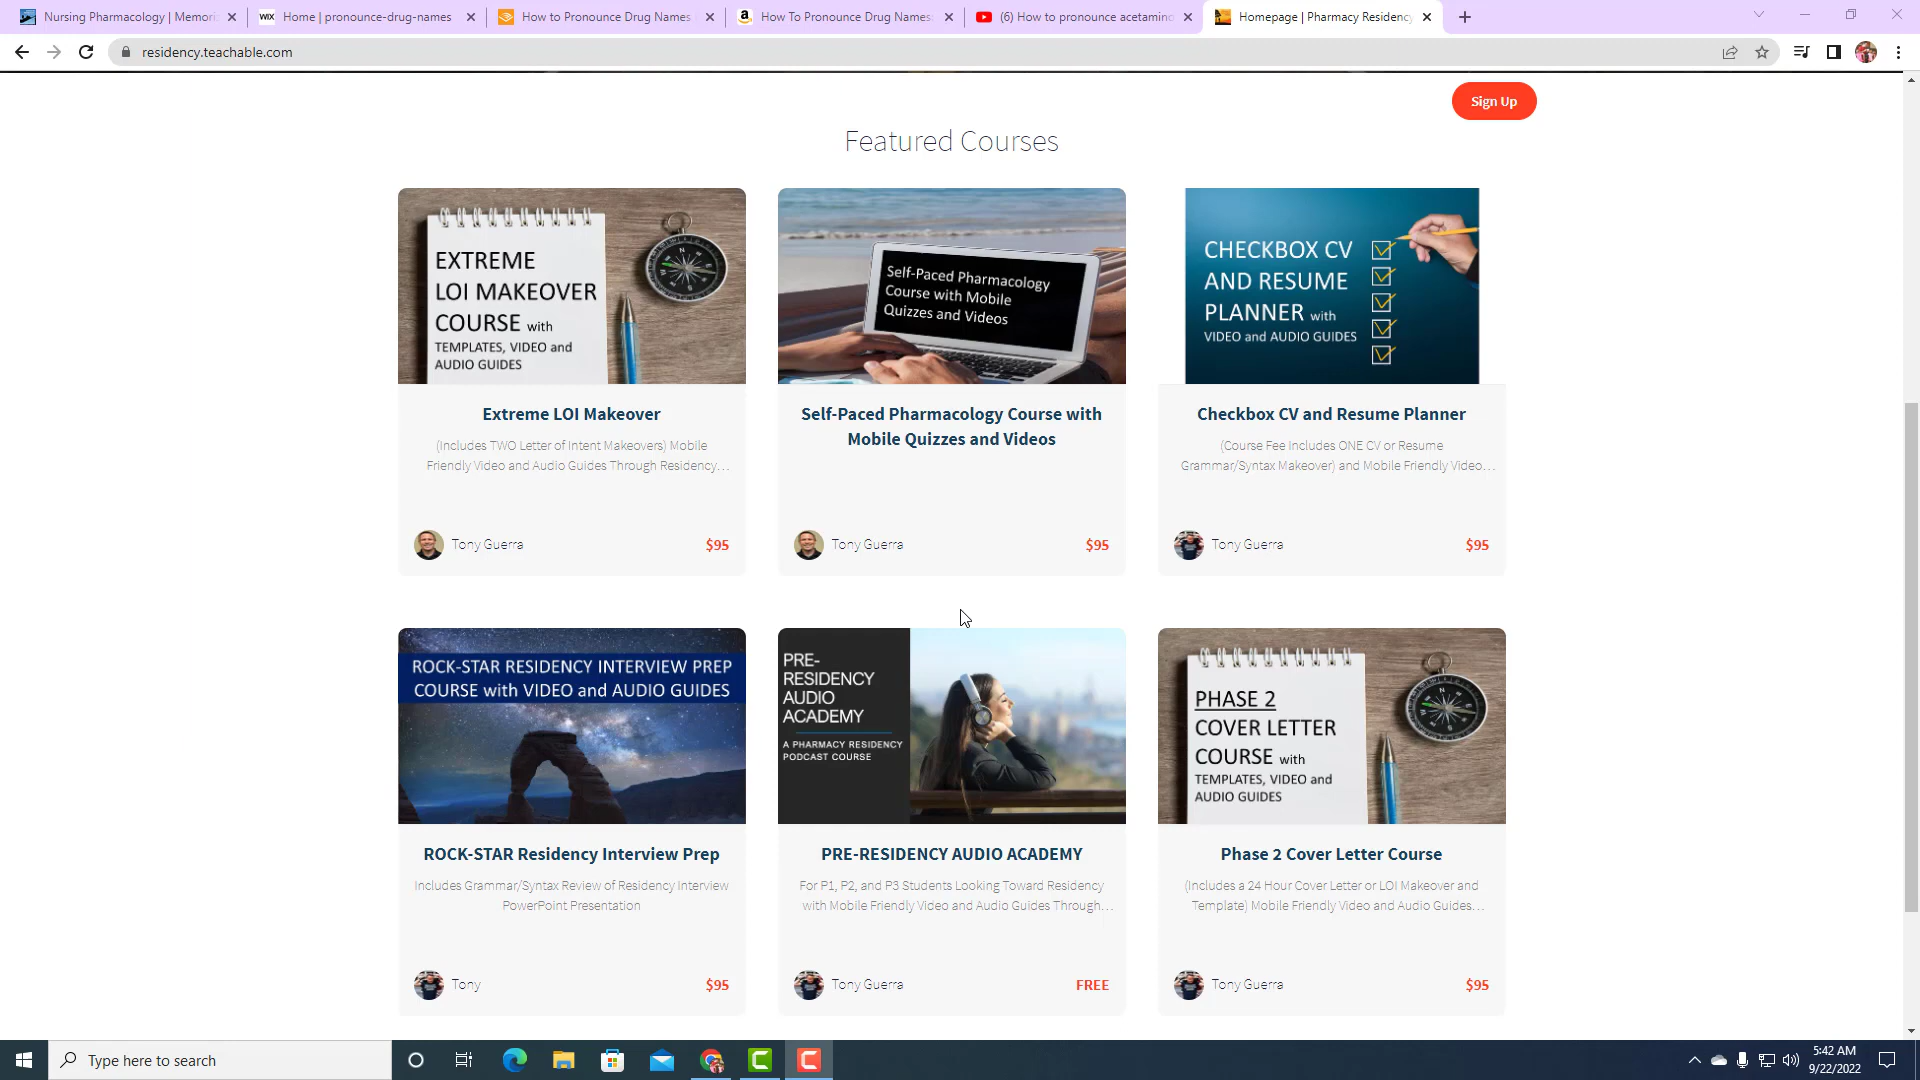 Nursing Pharmacology | Memori
WIX Home | pronounce-drug-names
How to Pronounce Drug Names
How To Pronounce Drug Names:
(6) How to pronounce acetamino
Homepage | Pharmacy Residency
residency.teachable.com
Sign Up
Featured Courses
EXTREME
LOI MAKEOVER
COURSE with
TEMPLATES, VIDEO and
AUDIO GUIDES
Self-Paced Pharmacology
Course with Mobile
Quizzes and Videos
CHECKBOX CV
AND RESUME
PLANNER with
VIDEO and AUDIO GUIDES
Extreme LOI Makeover
(Includes TWO Letter of Intent Makeovers) Mobile
Friendly Video and Audio Guides Through Residency…
Tony Guerra
$95
Self-Paced Pharmacology Course with
Mobile Quizzes and Videos
Tony Guerra
$95
Checkbox CV and Resume Planner
(Course Fee Includes ONE CV or Resume
Grammar/Syntax Makeover) and Mobile Friendly Video…
Tony Guerra
$95
ROCK-STAR RESIDENCY INTERVIEW PREP
COURSE with VIDEO and AUDIO GUIDES
PRE-
RESIDENCY
AUDIO
ACADEMY
A PHARMACY RESIDENCY
PODCAST COURSE
PHASE 2
COVER LETTER
COURSE with
TEMPLATES, VIDEO and
AUDIO GUIDES
ROCK-STAR Residency Interview Prep
Includes Grammar/Syntax Review of Residency Interview
PowerPoint Presentation
Tony
$95
PRE-RESIDENCY AUDIO ACADEMY
For P1, P2, and P3 Students Looking Toward Residency
with Mobile Friendly Video and Audio Guides Through…
Tony Guerra
FREE
Phase 2 Cover Letter Course
(Includes a 24 Hour Cover Letter or LOI Makeover and
Template) Mobile Friendly Video and Audio Guides…
Tony Guerra
$95
Type here to search
5:42 AM
9/22/2022